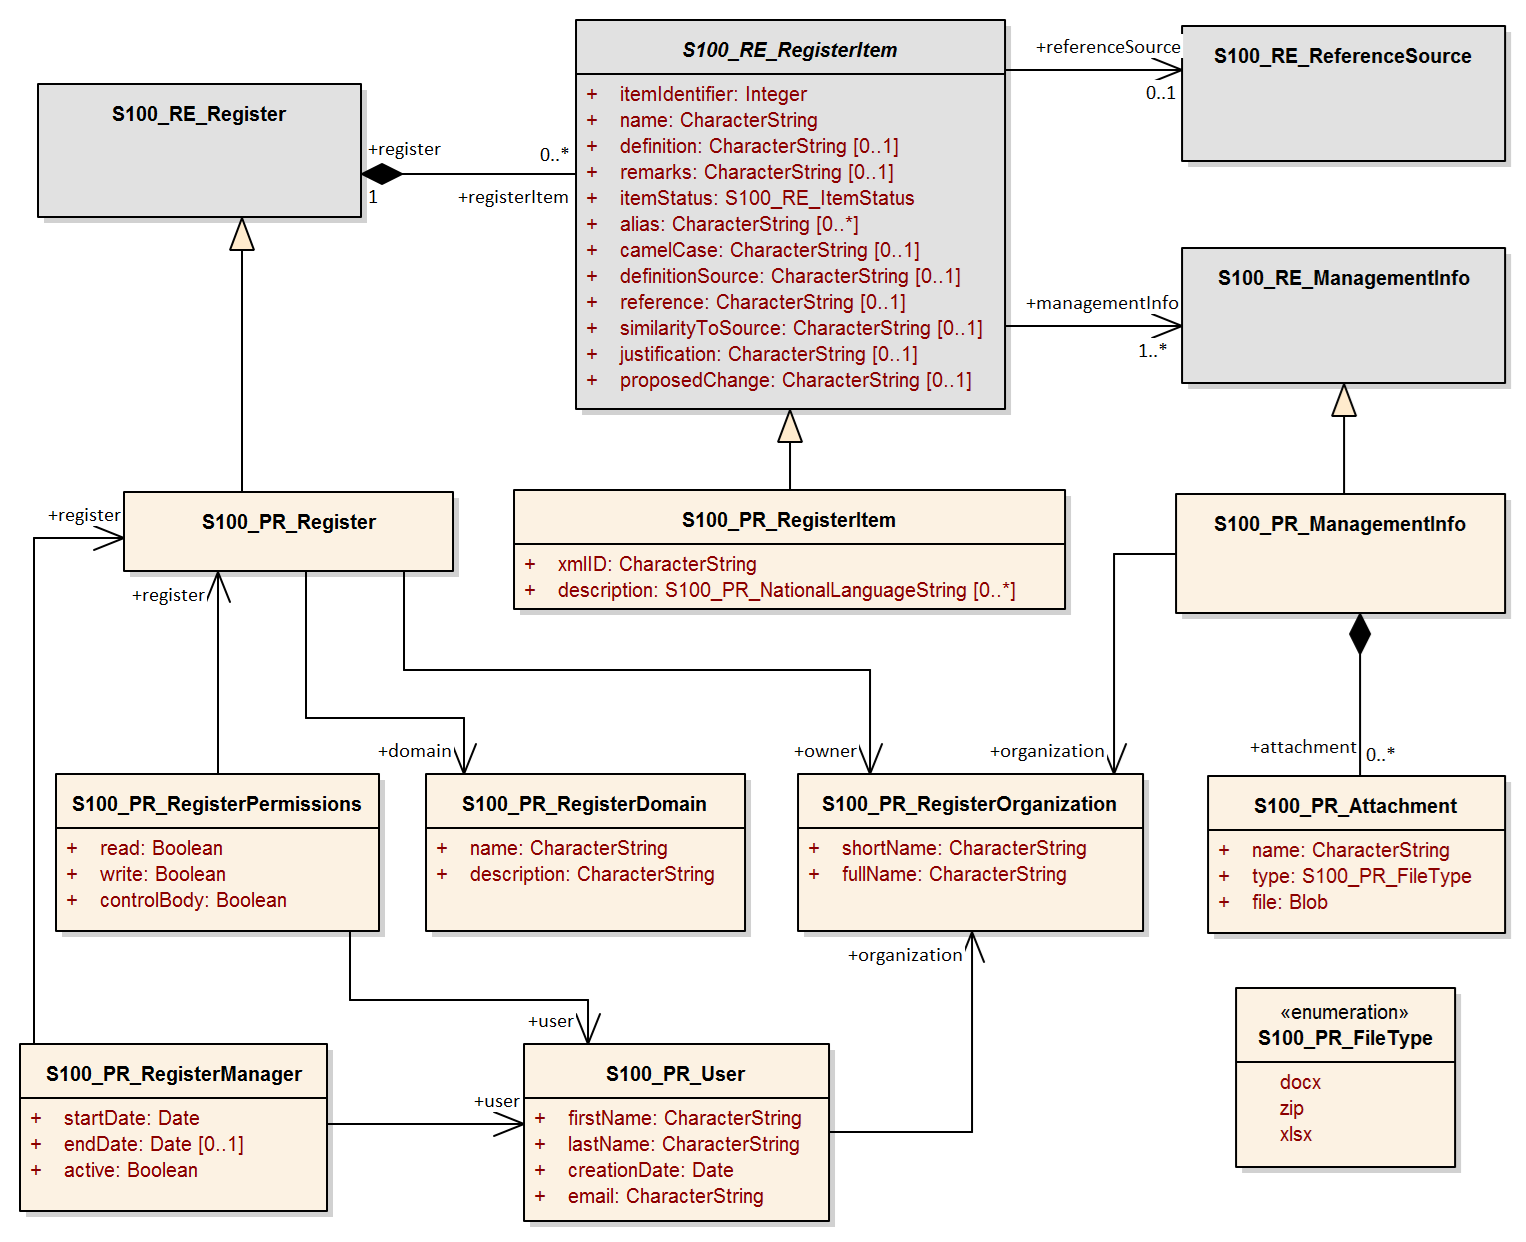 S100_RE_RegisterItem
+ itemIdentifier: Integer
+ name: CharacterString
+ definition: CharacterString [0..1]
+ remarks: CharacterString [0..1]
+ itemStatus: S100_RE_ItemStatus
+ alias: CharacterString [0..*]
+ camelCase: CharacterString [0..1]
+ definitionSource: CharacterString [0..1]
+ reference: CharacterString [0..1]
+ similarityToSource: CharacterString [0..1]
+ justification: CharacterString [0..1]
+ proposedChange: CharacterString [0..1]
+referenceSource
0..1
S100_RE_ReferenceSource
S100_RE_Register
+register
1
0..*
+registerItem
+managementInfo
1..*
S100_RE_ManagementInfo
+register
S100_PR_Register
S100_PR_RegisterItem
+ xmlID: CharacterString
+ description: S100_PR_NationalLanguageString [0..*]
S100_PR_ManagementInfo
+register
+domain
+owner
+organization
+attachment
0..*
S100_PR_RegisterPermissions
+ read: Boolean
+ write: Boolean
+ controlBody: Boolean
S100_PR_RegisterDomain
+ name: CharacterString
+ description: CharacterString
S100_PR_RegisterOrganization
+ shortName: CharacterString
+ fullName: CharacterString
S100_PR_Attachment
+ name: CharacterString
+ type: S100_PR_FileType
+ file: Blob
+organization
+user
S100_PR_RegisterManager
+ startDate: Date
+ endDate: Date [0..1]
+ active: Boolean
+user
S100_PR_User
+ firstName: CharacterString
+ lastName: CharacterString
+ creationDate: Date
+ email: CharacterString
«enumeration»
S100_PR_FileType
docx
zip
xlsx